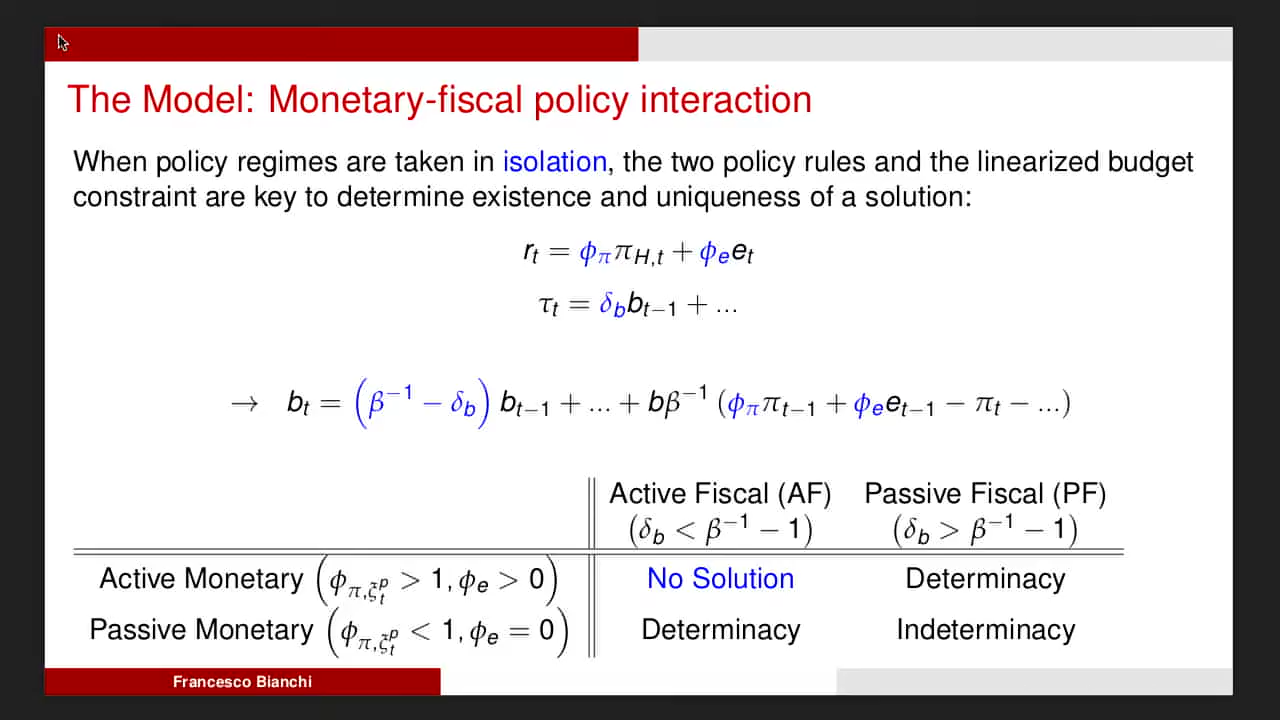 The Model: Monetary-fiscal policy interaction
When policy regimes are taken in isolation, the two policy rules and the linearized budget
constraint are key to determine existence and uniqueness of a solution:
r_t = ϕ_π π_{H,t} + ϕ_e e_t
τ_t = δ_b b_{t−1} + ...
→ b_t = (β^{−1} − δ_b) b_{t−1} + ... + bβ^{−1} (ϕ_π π_{t−1} + ϕ_e e_{t−1} − π_t − ...)
Active Fiscal (AF) Passive Fiscal (PF)
(δ_b < β^{−1} − 1) (δ_b > β^{−1} − 1)
Active Monetary (ϕ_{π,ξ_t^p} > 1, ϕ_e > 0) No Solution Determinacy
Passive Monetary (ϕ_{π,ξ_t^p} < 1, ϕ_e = 0) Determinacy Indeterminacy
Francesco Bianchi